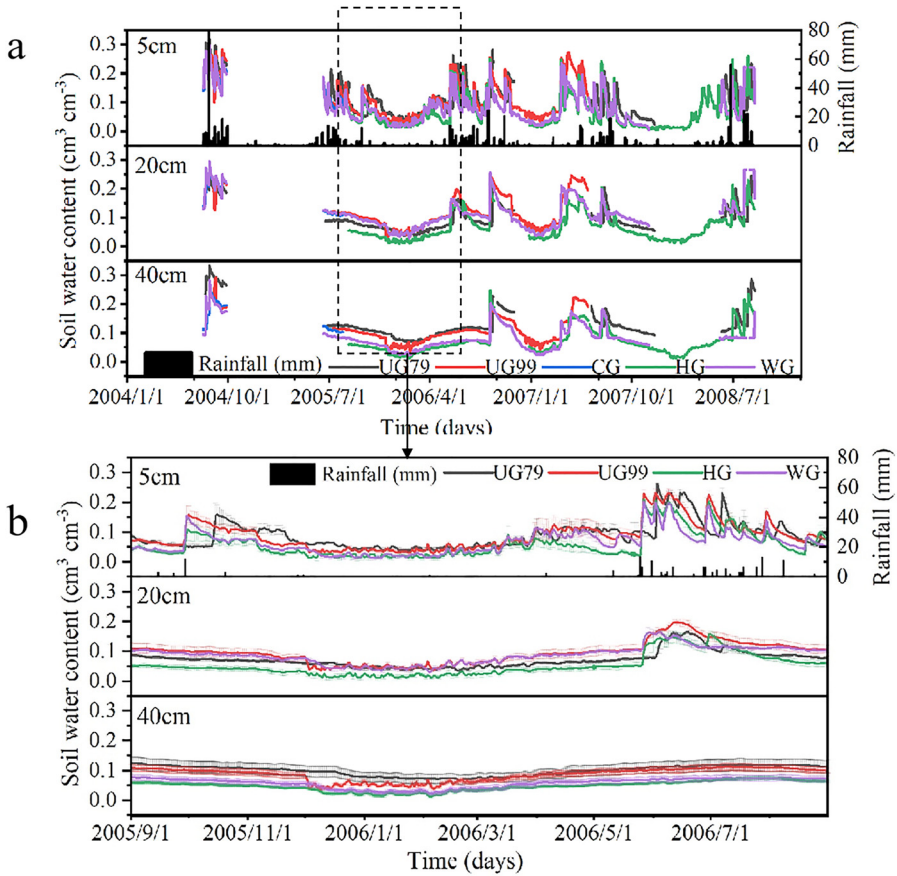 a
0.3
5cm
80
0.2
60
0.1
40
0.0
20
0
Rainfall (mm)
Soil water content (cm³ cm⁻³)
0.3
20cm
0.2
0.1
0.0
0.3
40cm
0.2
0.1
0.0
Rainfall (mm) UG79 UG99 CG HG WG
2004/1/1 2004/10/1 2005/7/1 2006/4/1 2007/1/1 2007/10/1 2008/7/1
Time (days)
b
0.3
5cm
Rainfall (mm) UG79 UG99 HG WG
80
0.2
60
0.1
40
0.0
20
0
Rainfall (mm)
Soil water content (cm³ cm⁻³)
0.3
20cm
0.2
0.1
0.0
0.3
40cm
0.2
0.1
0.0
2005/9/1 2005/11/1 2006/1/1 2006/3/1 2006/5/1 2006/7/1
Time (days)